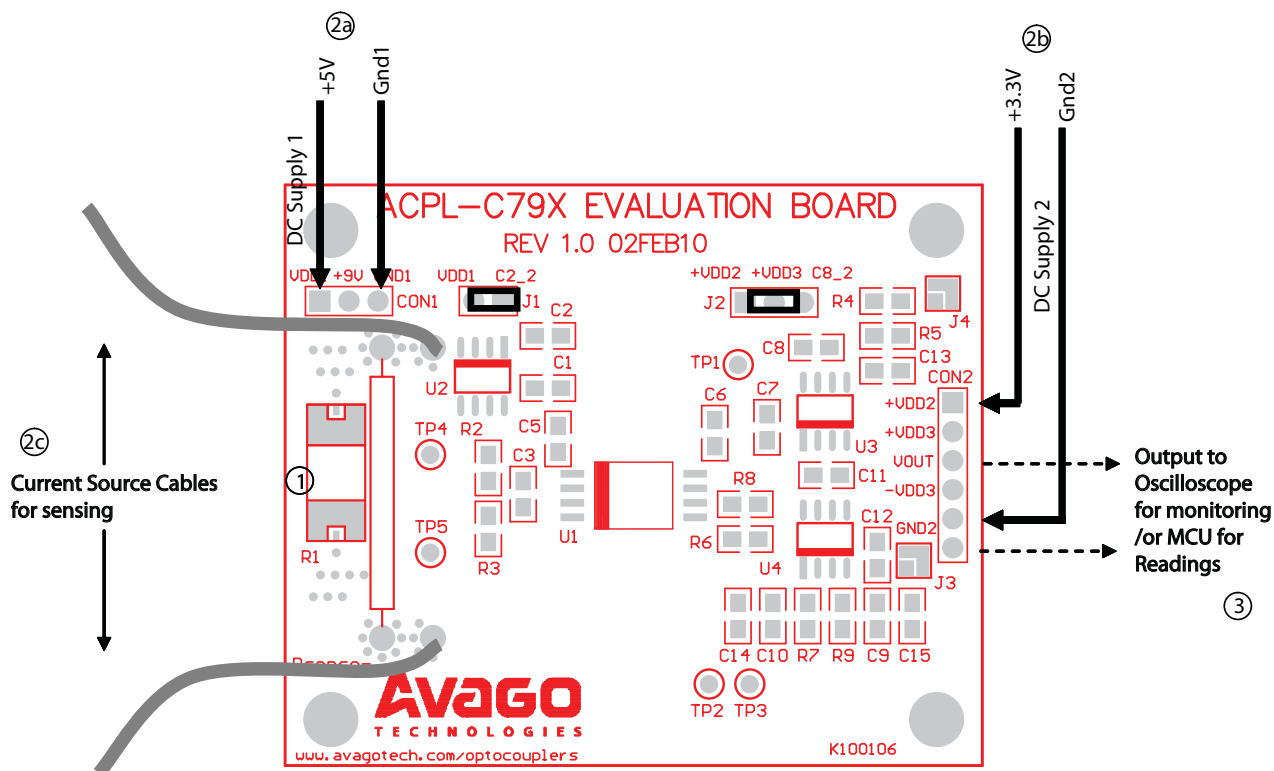 2a
+5V
Gnd1
DC Supply 1
2b
+3.3V
Gnd2
DC Supply 2
ACPL-C79X EVALUATION BOARD
REV 1.0 02FEB10
+9V
CON1
VDD1
C2_2
J1
+VDD2
+VDD3
C8_2
J2
R4
J4
C2
R5
C8
C13
C1
U2
TP1
CON2
+VDD2
C6
C7
+VDD3
TP4
R2
C5
U3
VOUT
C3
C11
-VDD3
R8
C12
GND2
TP5
R1
R3
U1
R6
U4
J3
2c
Current Source Cables
for sensing
1
Output to
Oscilloscope
for monitoring
/or MCU for
Readings
3
C14
C10
R7
R9
C9
C15
TP2
TP3
AVAGO
TECHNOLOGIES
www.avagotech.com/optocouplers
K100106